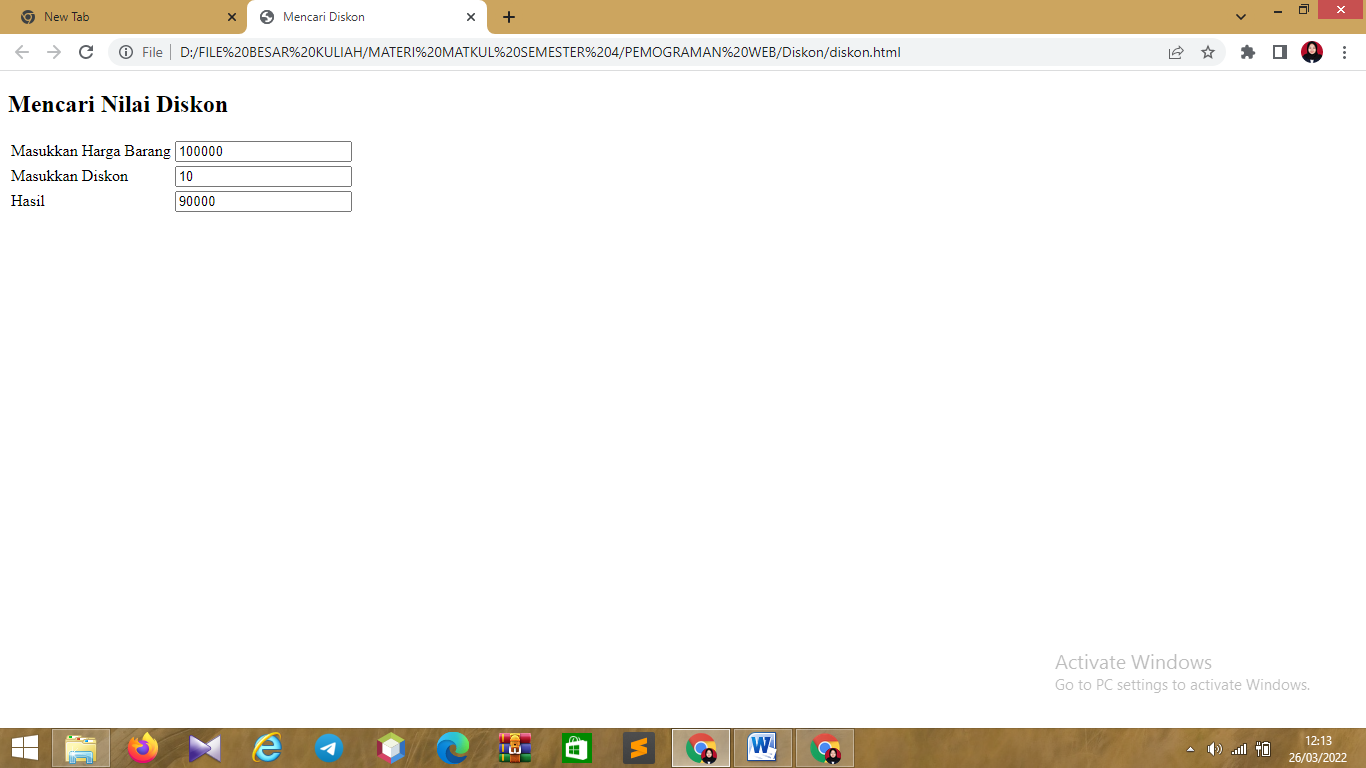 New Tab
Mencari Diskon
File
D:/FILE%20BESAR%20KULIAH/MATERI%20MATKUL%20SEMESTER%204/PEMOGRAMAN%20WEB/Diskon/diskon.html
Mencari Nilai Diskon
Masukkan Harga Barang 100000
Masukkan Diskon 10
Hasil 90000
Activate Windows
Go to PC settings to activate Windows.
12:13
26/03/2022